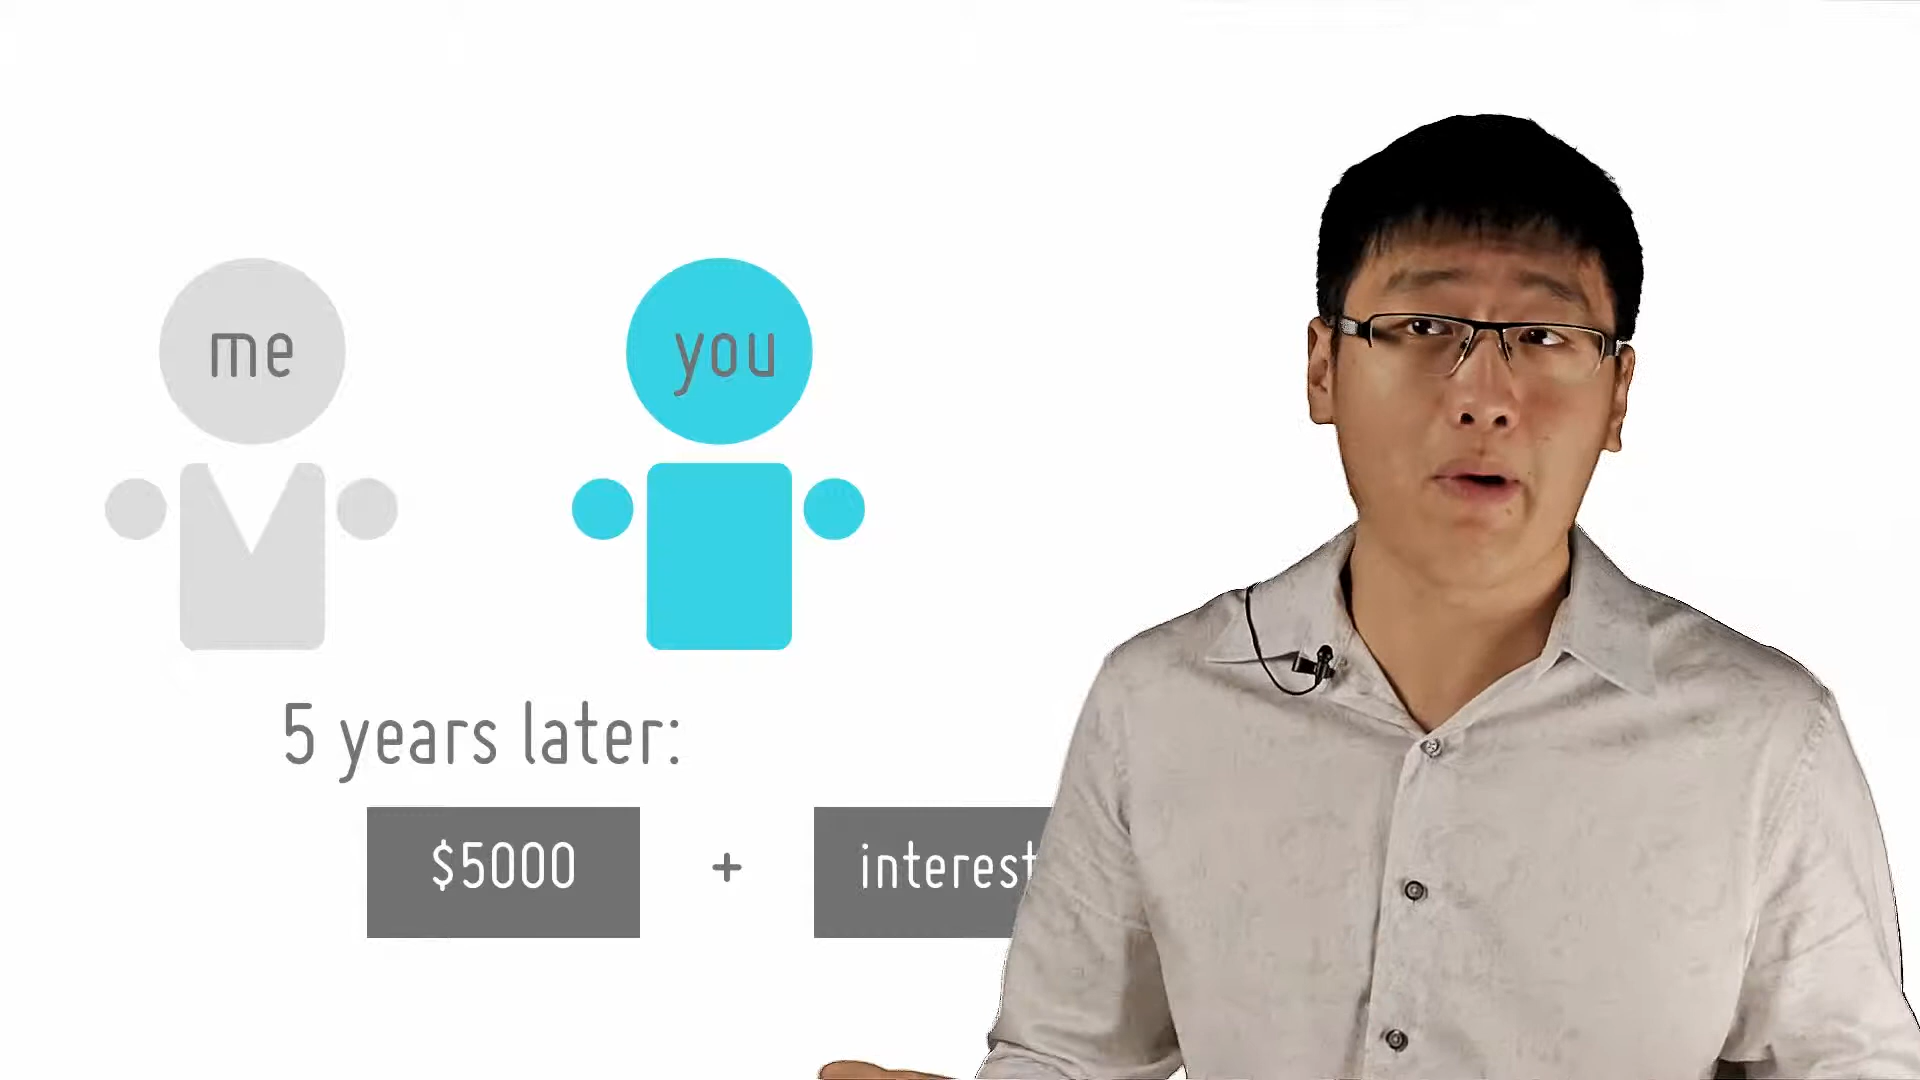 me you
5 years later:
$5000 + interest